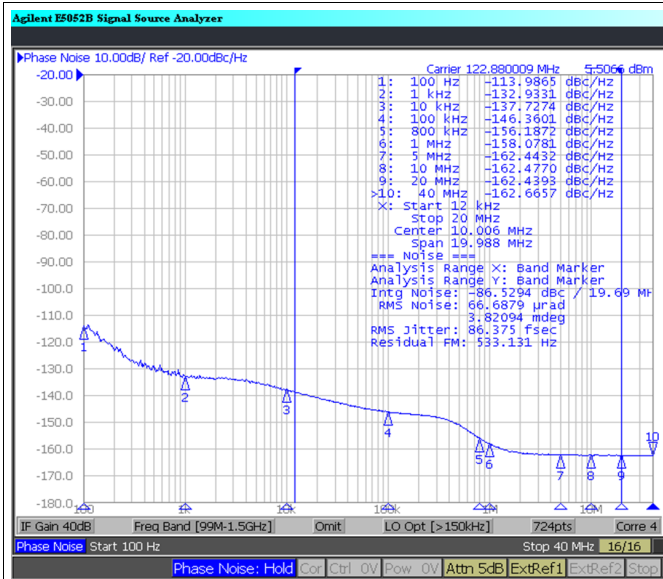 Agilent E5052B Signal Source Analyzer
▶Phase Noise 10.00dB/ Ref -20.00dBc/Hz
Carrier 122.880009 MHz 5.5066 dBm
1: 100 Hz -113.9865 dBc/Hz
2: 1 kHz -132.9331 dBc/Hz
3: 10 kHz -137.7274 dBc/Hz
4: 100 kHz -146.3601 dBc/Hz
5: 800 kHz -156.1872 dBc/Hz
6: 1 MHz -158.0781 dBc/Hz
7: 5 MHz -162.4432 dBc/Hz
8: 10 MHz -162.4770 dBc/Hz
9: 20 MHz -162.4393 dBc/Hz
>10: 40 MHz -162.6657 dBc/Hz
X: Start 12 kHz
Stop 20 MHz
Center 10.006 MHz
Span 19.988 MHz
=== Noise ===
Analysis Range X: Band Marker
Analysis Range Y: Band Marker
Intg Noise: -86.5294 dBc / 19.69 MH
RMS Noise: 66.6879 µrad
3.82094 mdeg
RMS Jitter: 86.375 fsec
Residual FM: 533.131 Hz
-20.00
-30.00
-40.00
-50.00
-60.00
-70.00
-80.00
-90.00
-100.0
-110.0
-120.0
-130.0
-140.0
-150.0
-160.0
-170.0
-180.0
1
2
3
4
5
6
7
8
9
10
100 1k 10k 100k 1M 10M
IF Gain 40dB Freq Band [99M-1.5GHz] Omit LO Opt [>150kHz] 724pts Corre 4
Phase Noise Start 100 Hz Stop 40 MHz 16/16
Phase Noise: Hold Cor Ctrl 0V Pow 0V Attn 5dB ExtRef1 ExtRef2 Stop